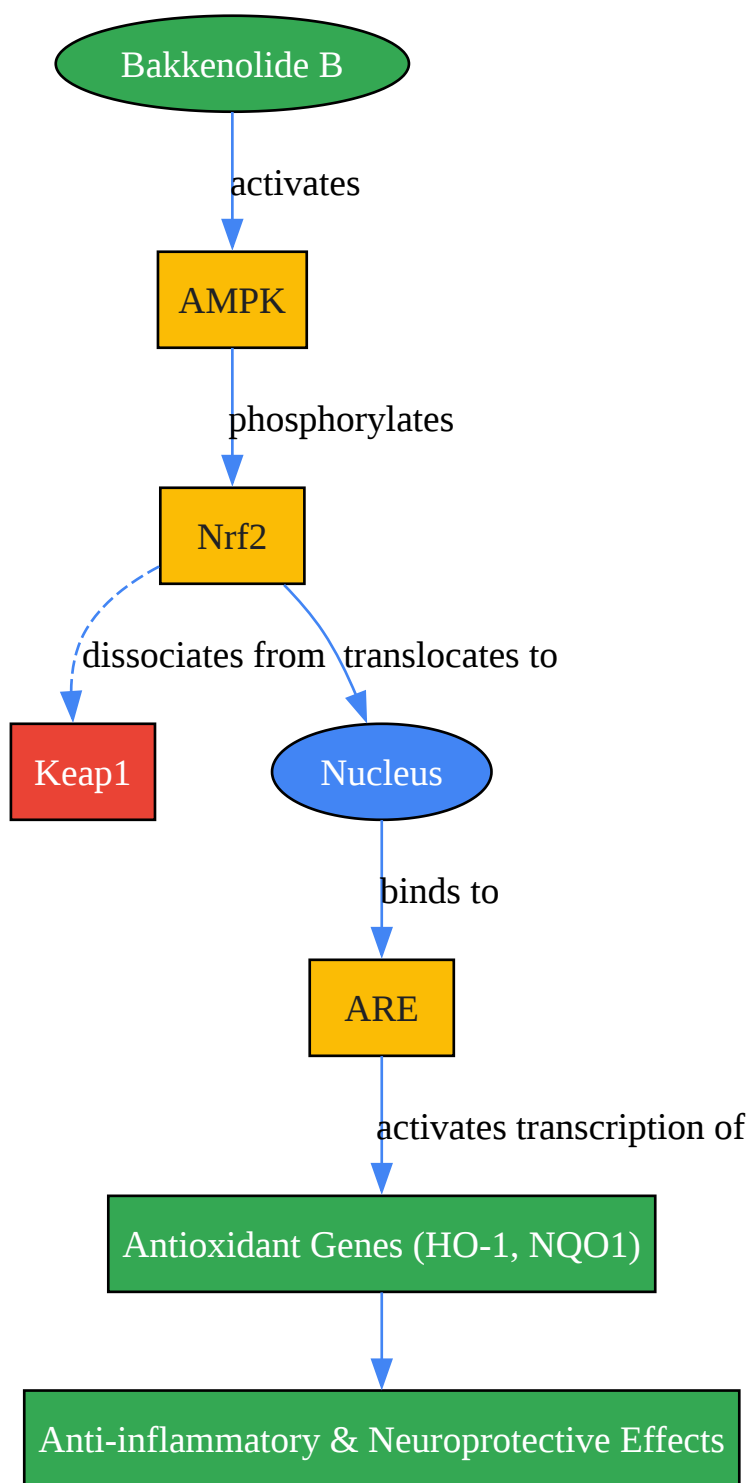 Bakkenolide B
activates
AMPK
phosphorylates
Nrf2
dissociates from
translocates to
Keap1
Nucleus
binds to
ARE
activates transcription of
Antioxidant Genes (HO-1, NQO1)
Anti-inflammatory & Neuroprotective Effects